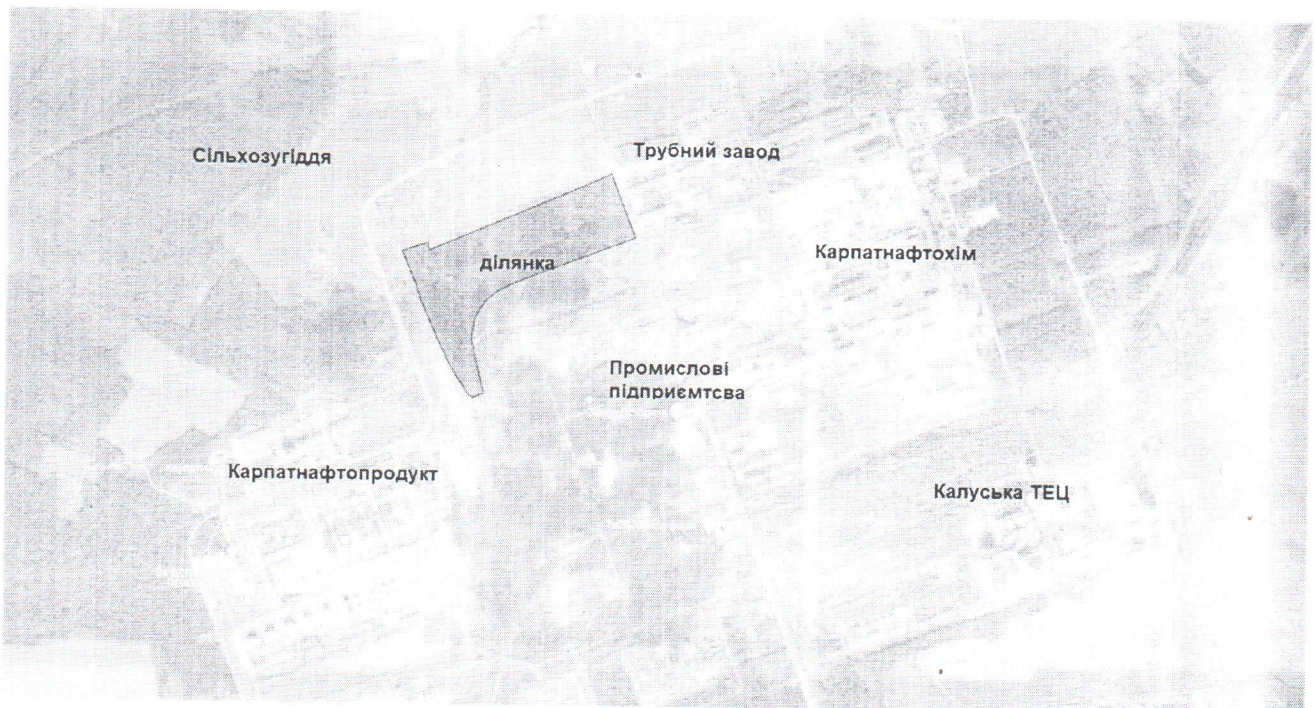 Сільхозугіддя
Трубний завод
ділянка
Карпатнафтохім
Промислові
підприємтсва
Карпатнафтопродукт
Калуська ТЕЦ